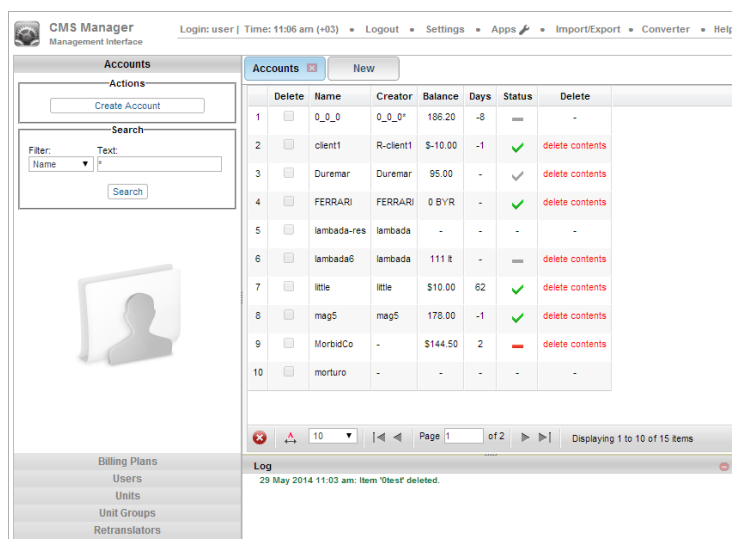 CMS Manager
Management Interface
Login: user | Time: 11:06 am (+03) • Logout • Settings • Apps • Import/Export • Converter • Help
Accounts
Actions
Create Account
Search
Filter: Text:
Name *
Search
Billing Plans
Users
Units
Unit Groups
Retranslators
Accounts New
Delete Name Creator Balance Days Status Delete
1 0_0_0 0_0_0* 186.20 -8 -
2 client1 R-client1 $-10.00 -1 delete contents
3 Duremar Duremar 95.00 - delete contents
4 FERRARI FERRARI 0 BYR - delete contents
5 lambada-res lambada - - - -
6 lambada6 lambada 111 lt - delete contents
7 little little $10.00 62 delete contents
8 mag5 mag5 178.00 -1 delete contents
9 MorbidCo - $144.50 2 delete contents
10 morturo - - - - -
A 10 Page 1 of 2 Displaying 1 to 10 of 15 items
Log
29 May 2014 11:03 am: Item '0test' deleted.